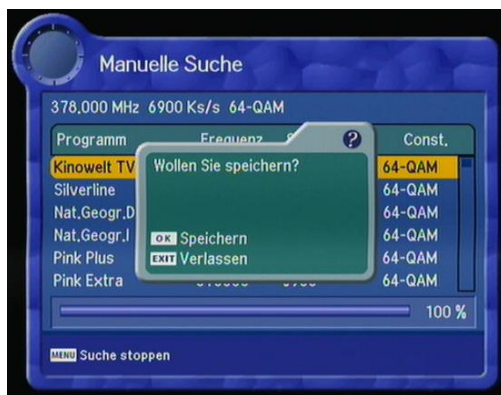 Manuelle Suche
378,000 MHz 6900 Ks/s 64-QAM
Programm Frequenz Const.
Wollen Sie speichern?
OK Speichern
EXIT Verlassen
Kinowelt TV 64-QAM
Silverline 64-QAM
Nat.Geogr.D 64-QAM
Nat.Geogr.I 64-QAM
Pink Plus 64-QAM
Pink Extra 64-QAM
100 %
MENU Suche stoppen